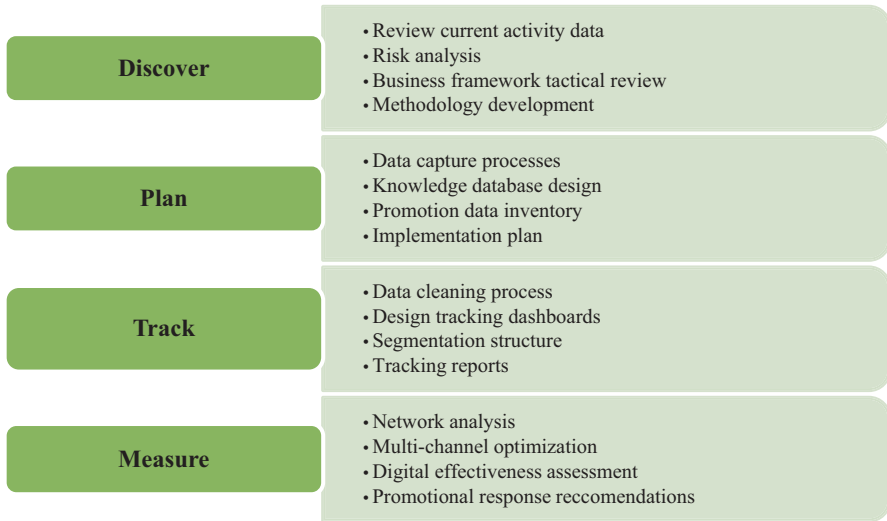 Discover
• Review current activity data
• Risk analysis
• Business framework tactical review
• Methodology development
Plan
• Data capture processes
• Knowledge database design
• Promotion data inventory
• Implementation plan
Track
• Data cleaning process
• Design tracking dashboards
• Segmentation structure
• Tracking reports
Measure
• Network analysis
• Multi-channel optimization
• Digital effectiveness assessment
• Promotional response reccomendations